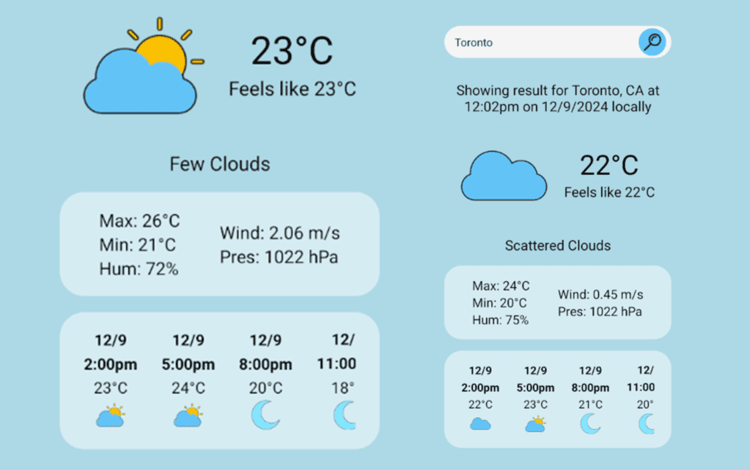 23°C
Feels like 23°C
Few Clouds
Max: 26°C
Min: 21°C
Hum: 72%
Wind: 2.06 m/s
Pres: 1022 hPa
12/9 12/9 12/9 12/
2:00pm 5:00pm 8:00pm 11:00
23°C 24°C 20°C 18°
Toronto
Showing result for Toronto, CA at
12:02pm on 12/9/2024 locally
22°C
Feels like 22°C
Scattered Clouds
Max: 24°C
Min: 20°C
Hum: 75%
Wind: 0.45 m/s
Pres: 1022 hPa
12/9 12/9 12/9 12/
2:00pm 5:00pm 8:00pm 11:00
22°C 23°C 21°C 20°